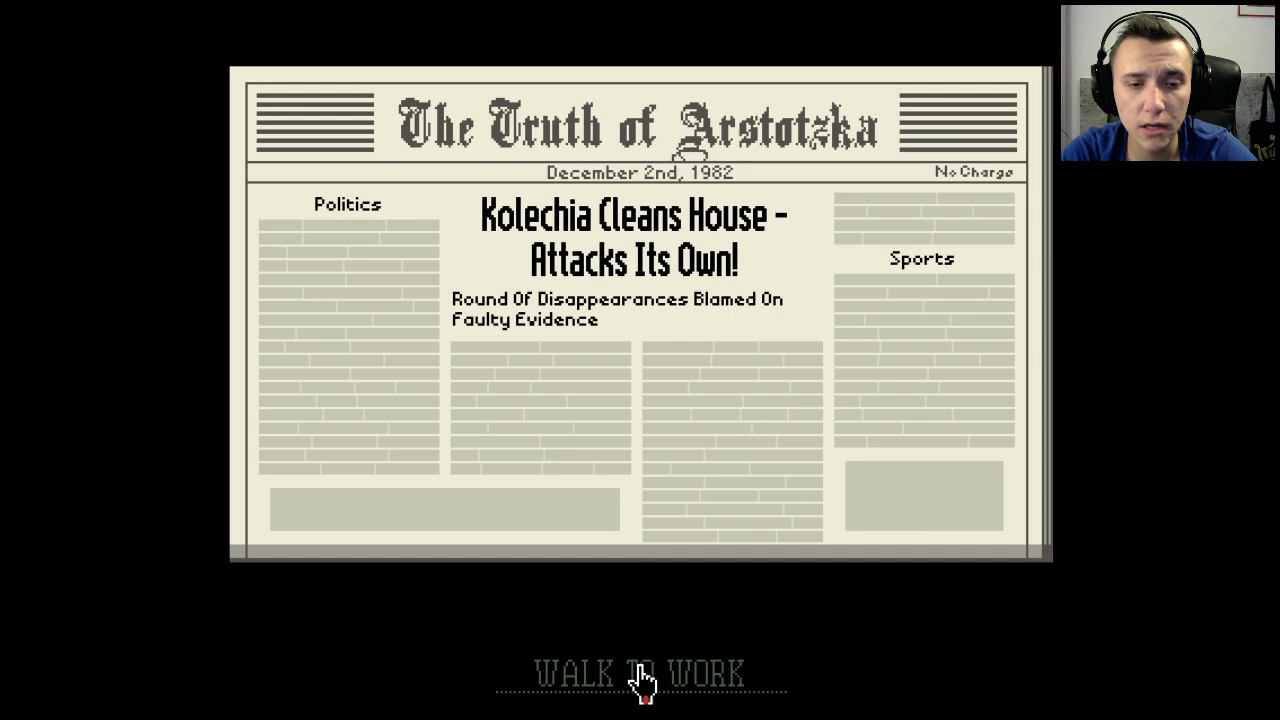 The Truth of Arstotzka
December 2nd, 1982
No Charge
Politics
Kolechia Cleans House -
Attacks Its Own!
Round Of Disappearances Blamed On
Faulty Evidence
Sports
WALK TO WORK